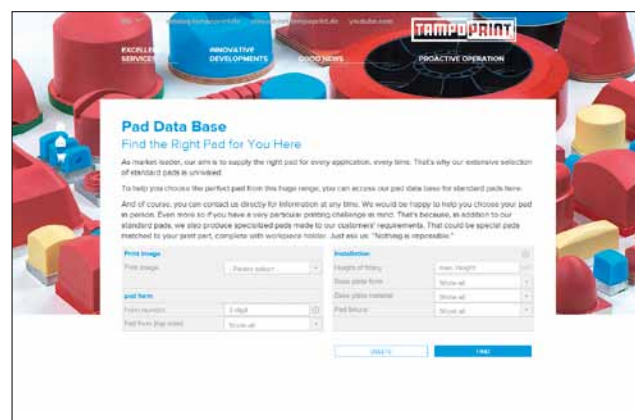 youtube.com
TAMPOPRINT
EXCELLENT INNOVATIVE
SERVICES DEVELOPMENTS GOOD NEWS PROACTIVE OPERATION
Pad Data Base
Find the Right Pad for You Here
As market leader, our aim is to supply the right pad for every application, every time. That's why our extensive selection
of standard pads is unrivaled.
To help you choose the perfect pad from this huge range, you can access our pad data base for standard pads here.
And of course, you can contact us directly for information at any time. We would be happy to help you choose your pad
in person. Even more so if you have a very particular printing challenge in mind. That's because, in addition to our
standard pads, we also produce specialized pads made to our customers' requirements. That could be special pads
matched to your print part, complete with workpiece holder. Just ask us: "Nothing is impossible."
Print image Installation
Print image - Please select - Height of fitting max. Height
Base plate form Show all
pad form Base plate material Show all
Form number 3 digit Pad fixture Show all
Pad from (top view) Show all
DELETE FIND